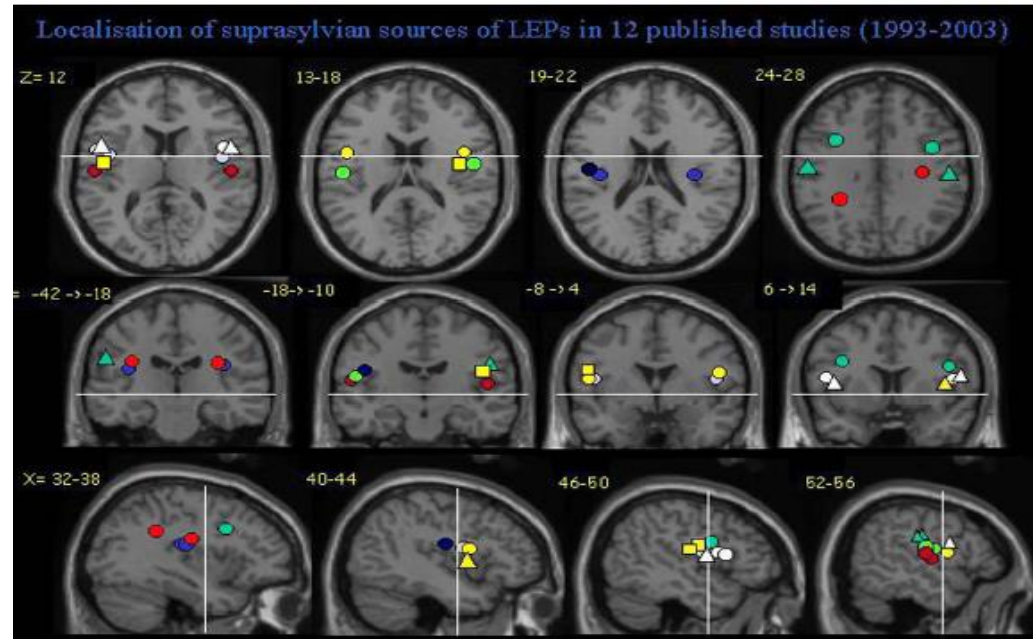 Localisation of suprasylvian sources of LEPs in 12 published studies (1993-2003)
Z= 12 13-18 19-22 24-28
= -42 -> -18 -18-> -10 -8 -> 4 6 -> 14
X= 32-38 40-44 46-50 52-56